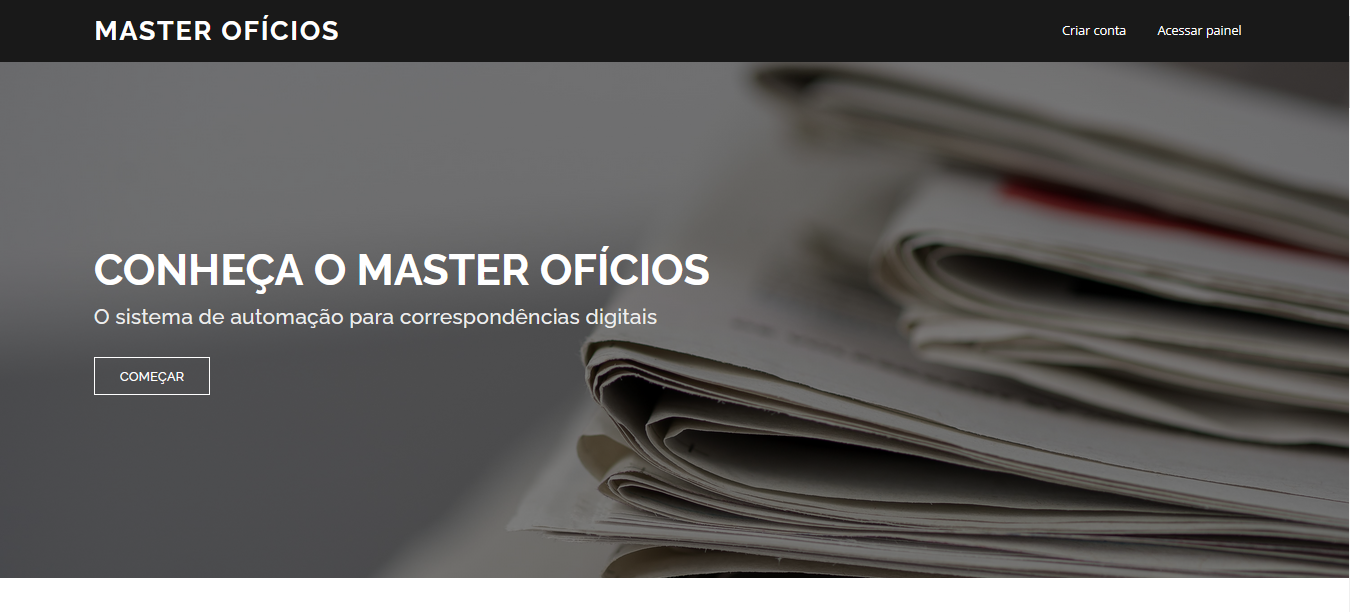 MASTER OFÍCIOS
Criar conta
Acessar painel
CONHEÇA O MASTER OFÍCIOS
O sistema de automação para correspondências digitais
COMEÇAR